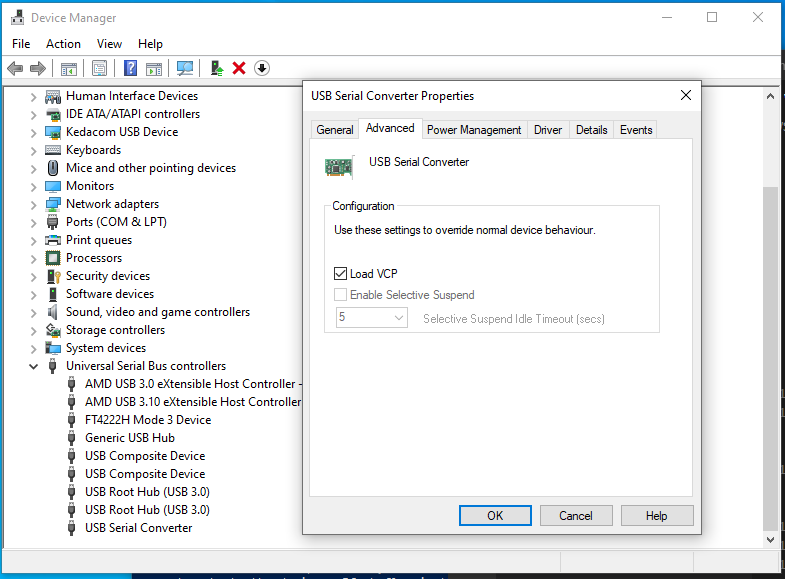 Device Manager
File Action View Help
Human Interface Devices
IDE ATA/ATAPI controllers
Kedacom USB Device
Keyboards
Mice and other pointing devices
Monitors
Network adapters
Ports (COM & LPT)
Print queues
Processors
Security devices
Software devices
Sound, video and game controllers
Storage controllers
System devices
Universal Serial Bus controllers
AMD USB 3.0 eXtensible Host Controller -
AMD USB 3.10 eXtensible Host Controller
FT4222H Mode 3 Device
Generic USB Hub
USB Composite Device
USB Composite Device
USB Root Hub (USB 3.0)
USB Root Hub (USB 3.0)
USB Serial Converter
USB Serial Converter Properties
General Advanced Power Management Driver Details Events
USB Serial Converter
Configuration
Use these settings to override normal device behaviour.
Load VCP
Enable Selective Suspend
5 Selective Suspend Idle Timeout (secs)
OK Cancel Help